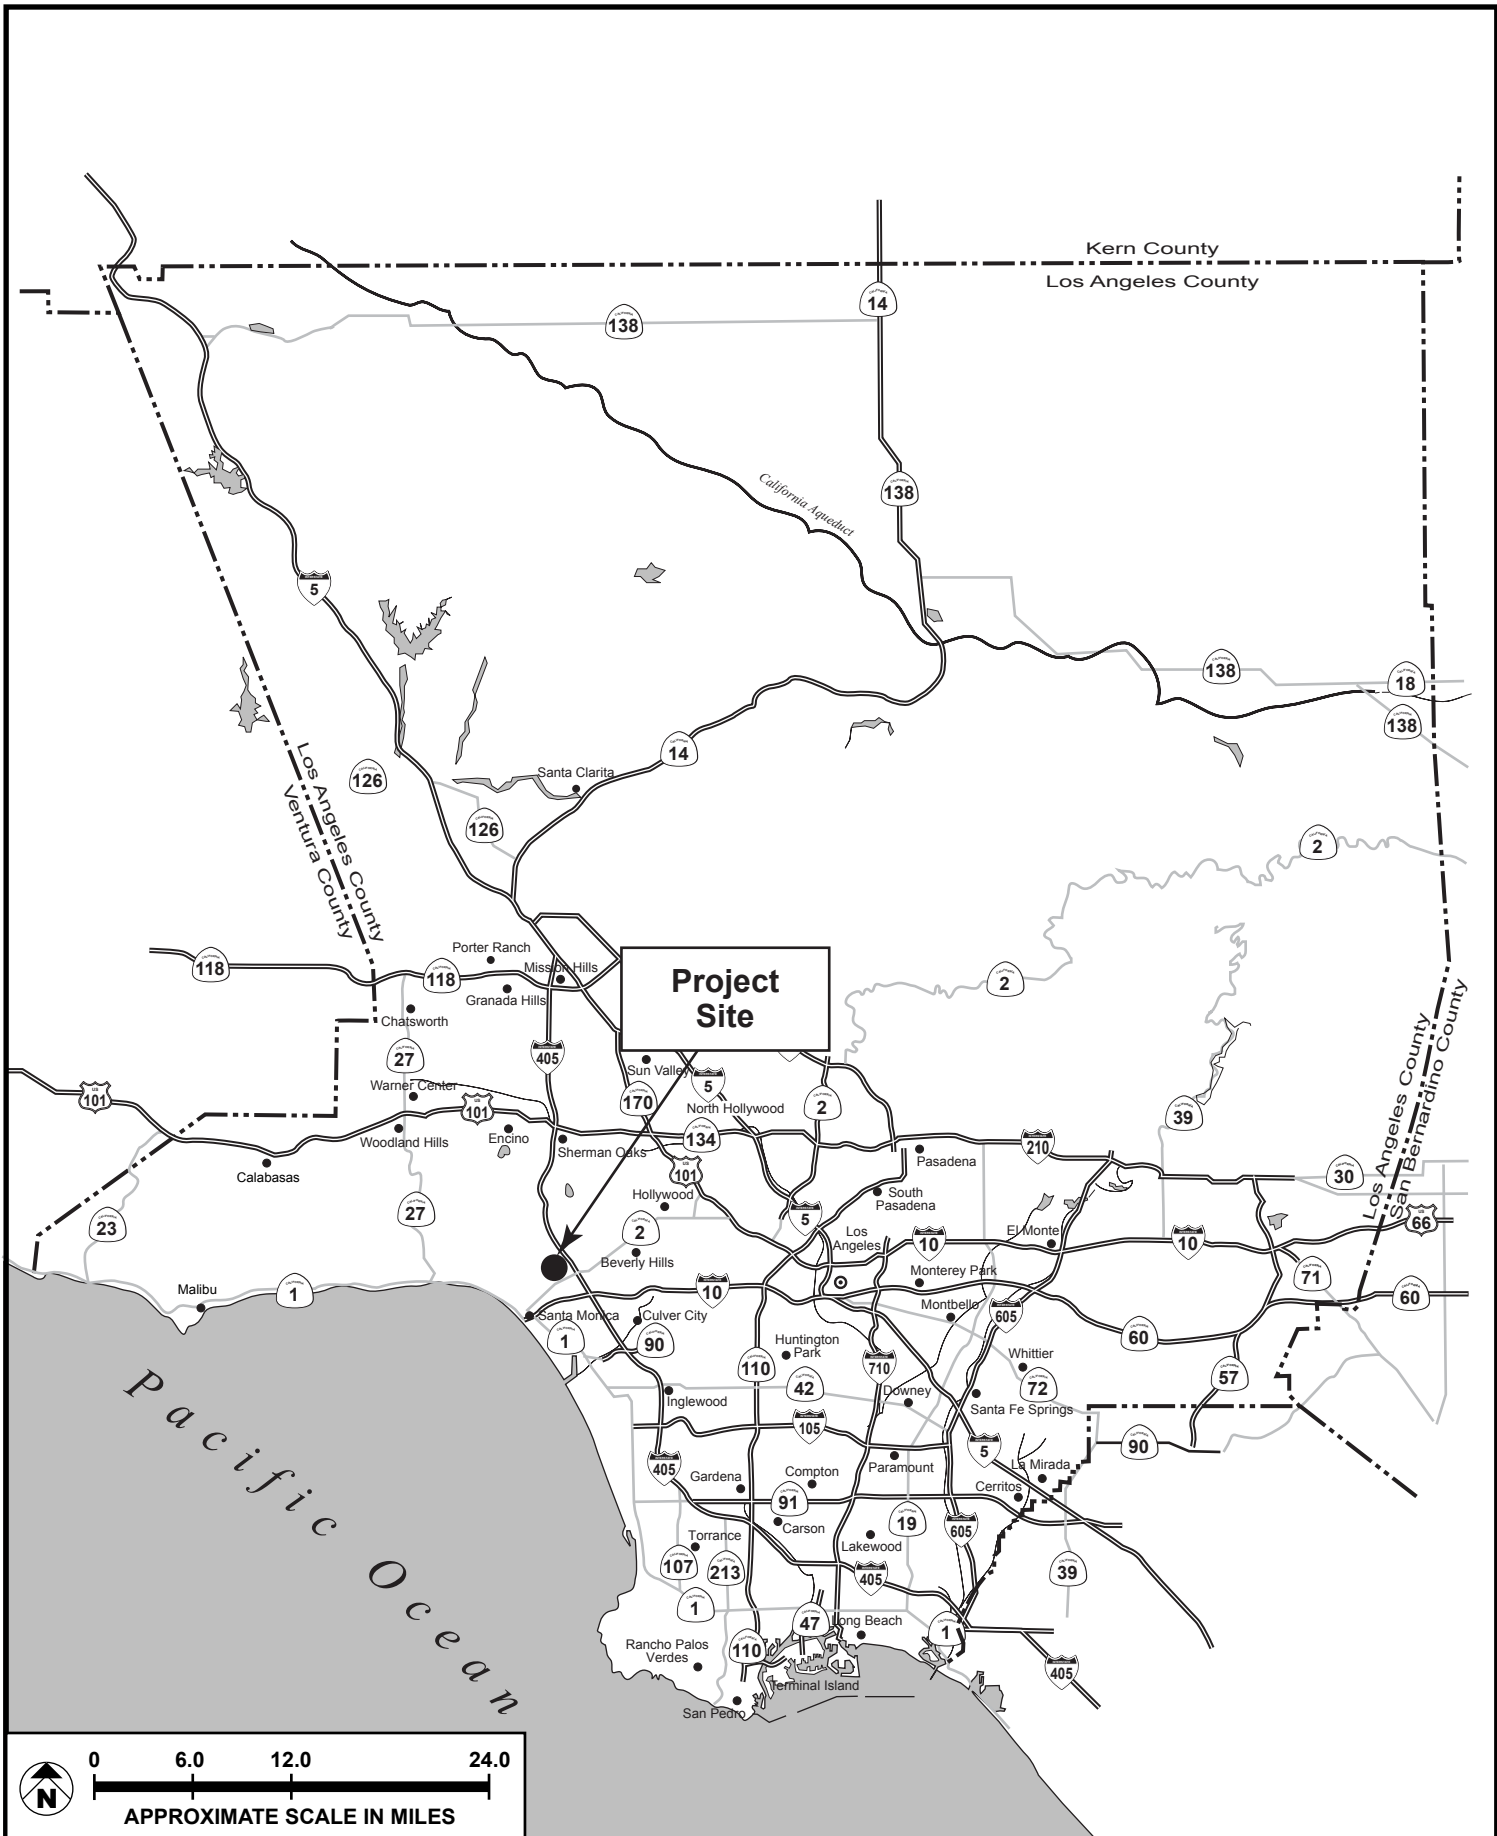 Kern County
Los Angeles County
14
138
138
California Aqueduct
5
138
18
138
14
126
Santa Clarita
126
Los Angeles County
Ventura County
2
Porter Ranch
118
118
Mission Hills
Granada Hills
Project
Site
2
Chatsworth
27
405
Sun Valley
5
Warner Center
101
101
170
North Hollywood
2
39
Woodland Hills
Encino
Sherman Oaks
134
210
Pasadena
Calabasas
101
30
Los Angeles County
San Bernardino County
23
27
Hollywood
South
Pasadena
2
5
Los
Angeles
10
El Monte
10
66
Beverly Hills
Monterey Park
71
Malibu
1
10
60
Santa Monica
Culver City
Montbello
605
1
90
Huntington
Park
60
110
710
Whittier
57
42
72
Inglewood
Downey
Santa Fe Springs
105
5
90
405
Gardena
Compton
Paramount
La Mirada
Cerritos
91
Carson
19
605
Torrance
Lakewood
107
213
405
39
1
47
Long Beach
1
Rancho Palos
Verdes
110
405
Terminal Island
San Pedro
Pacific Ocean
0 6.0 12.0 24.0
N
APPROXIMATE SCALE IN MILES